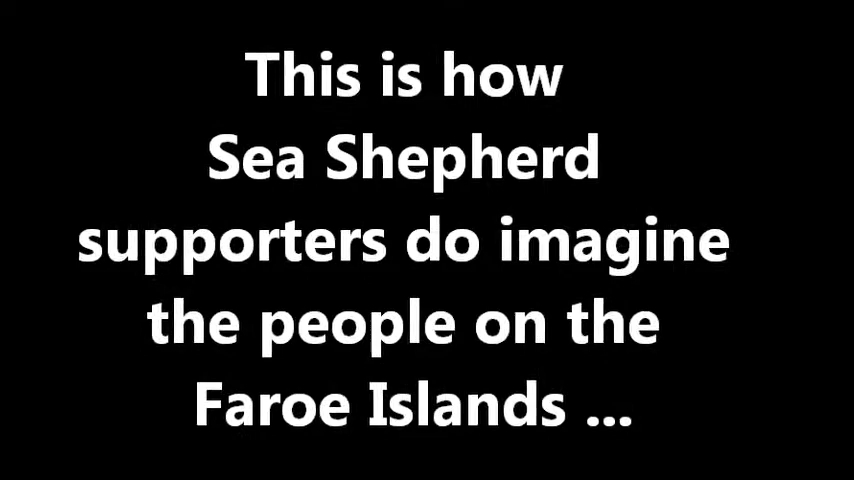 This is how
Sea Shepherd
supporters do imagine
the people on the
Faroe Islands ...